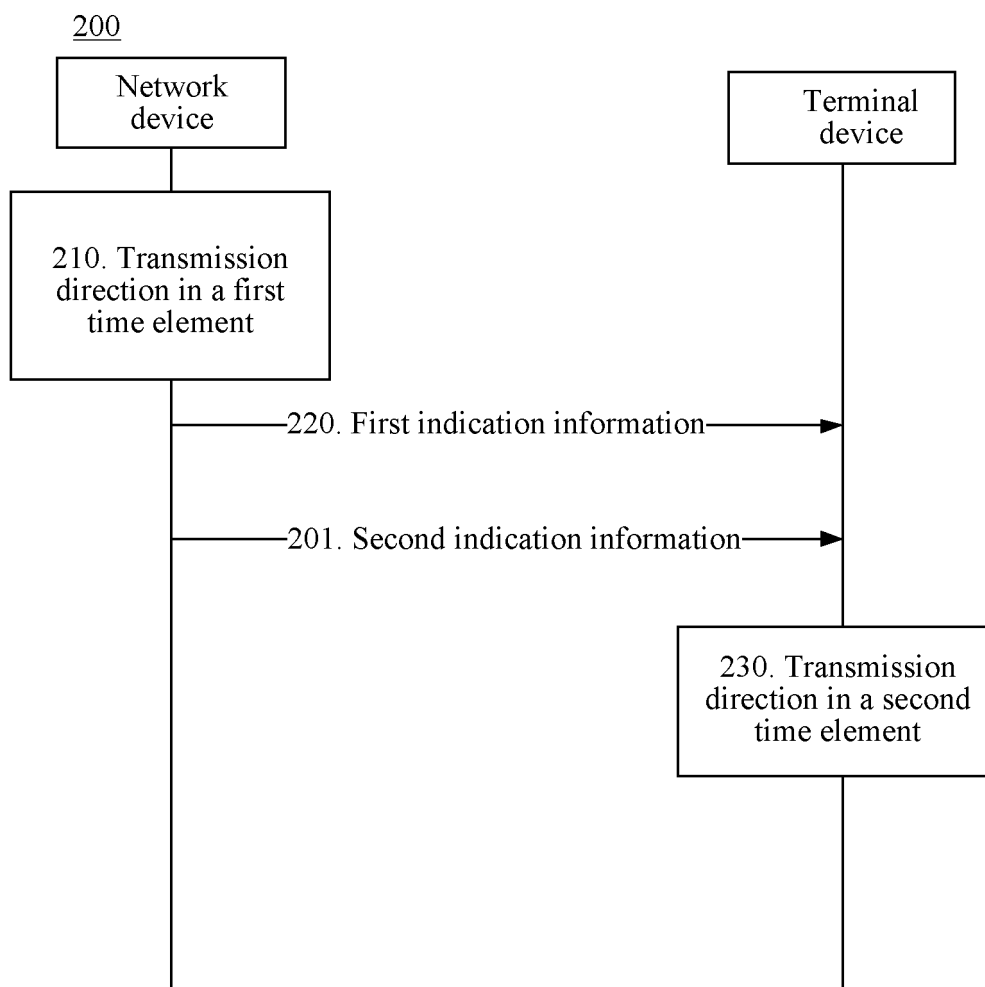 200
Network
device
Terminal
device
210. Transmission
direction in a first
time element
220. First indication information
201. Second indication information
230. Transmission
direction in a second
time element